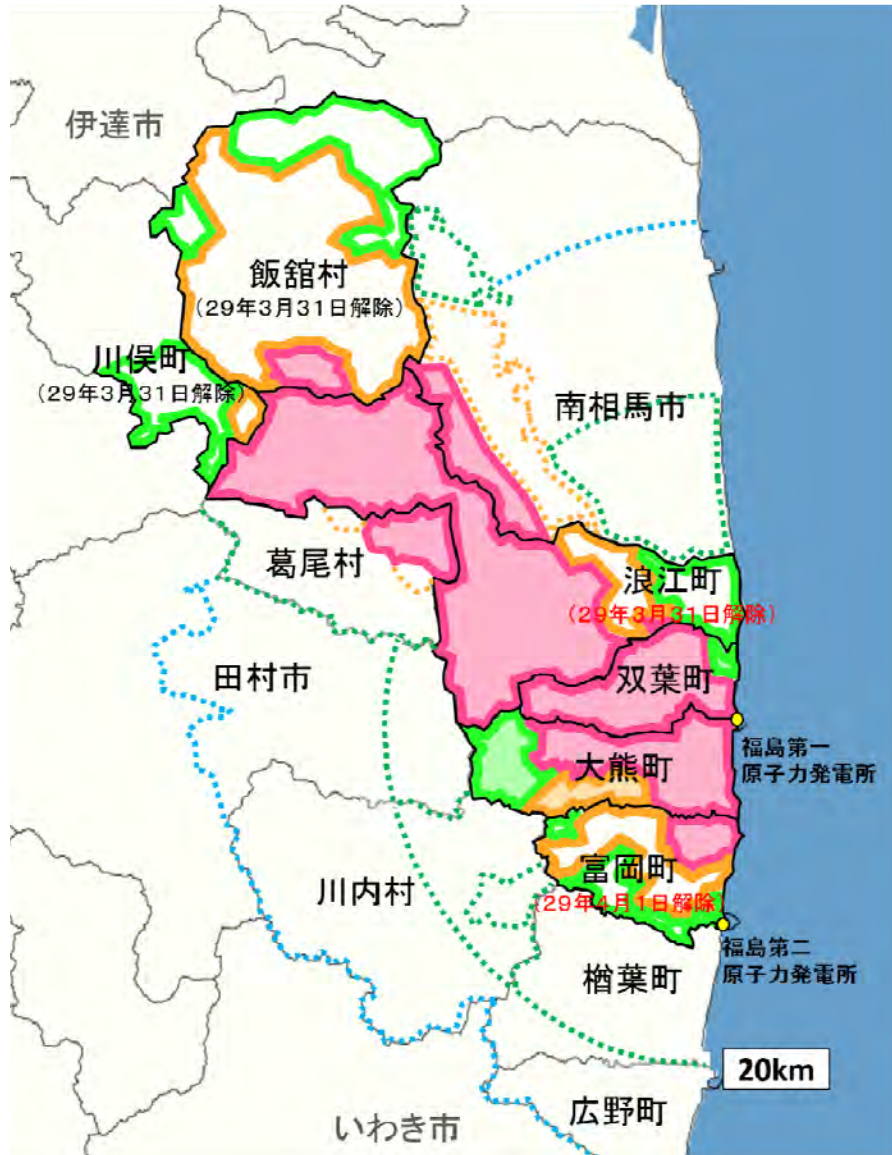 伊達市
飯舘村
（29年3月31日解除）
川俣町
（29年3月31日解除）
南相馬市
葛尾村
浪江町
（29年3月31日解除）
田村市
双葉町
福島第一
原子力発電所
大熊町
富岡町
（29年4月1日解除）
川内村
福島第二
原子力発電所
楢葉町
20km
広野町
いわき市